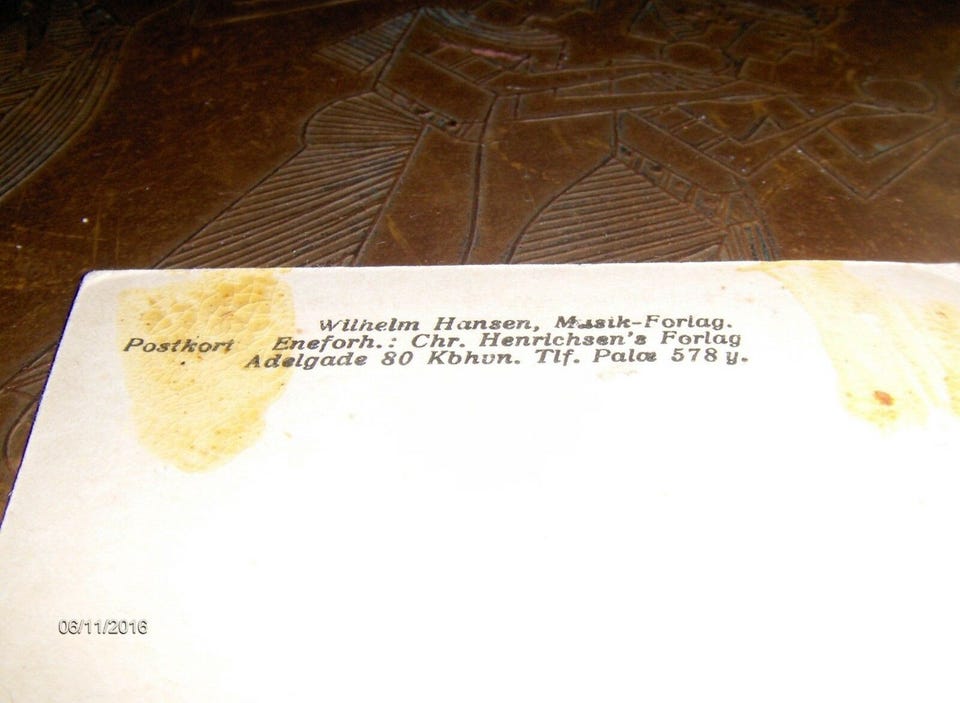 Wilhelm Hansen, Musik-Forlag.
Postkort Eneforh.: Chr. Henrichsen's Forlag
Adelgade 80 Kbhvn. Tlf. Palæ 578 y.
06/11/2016